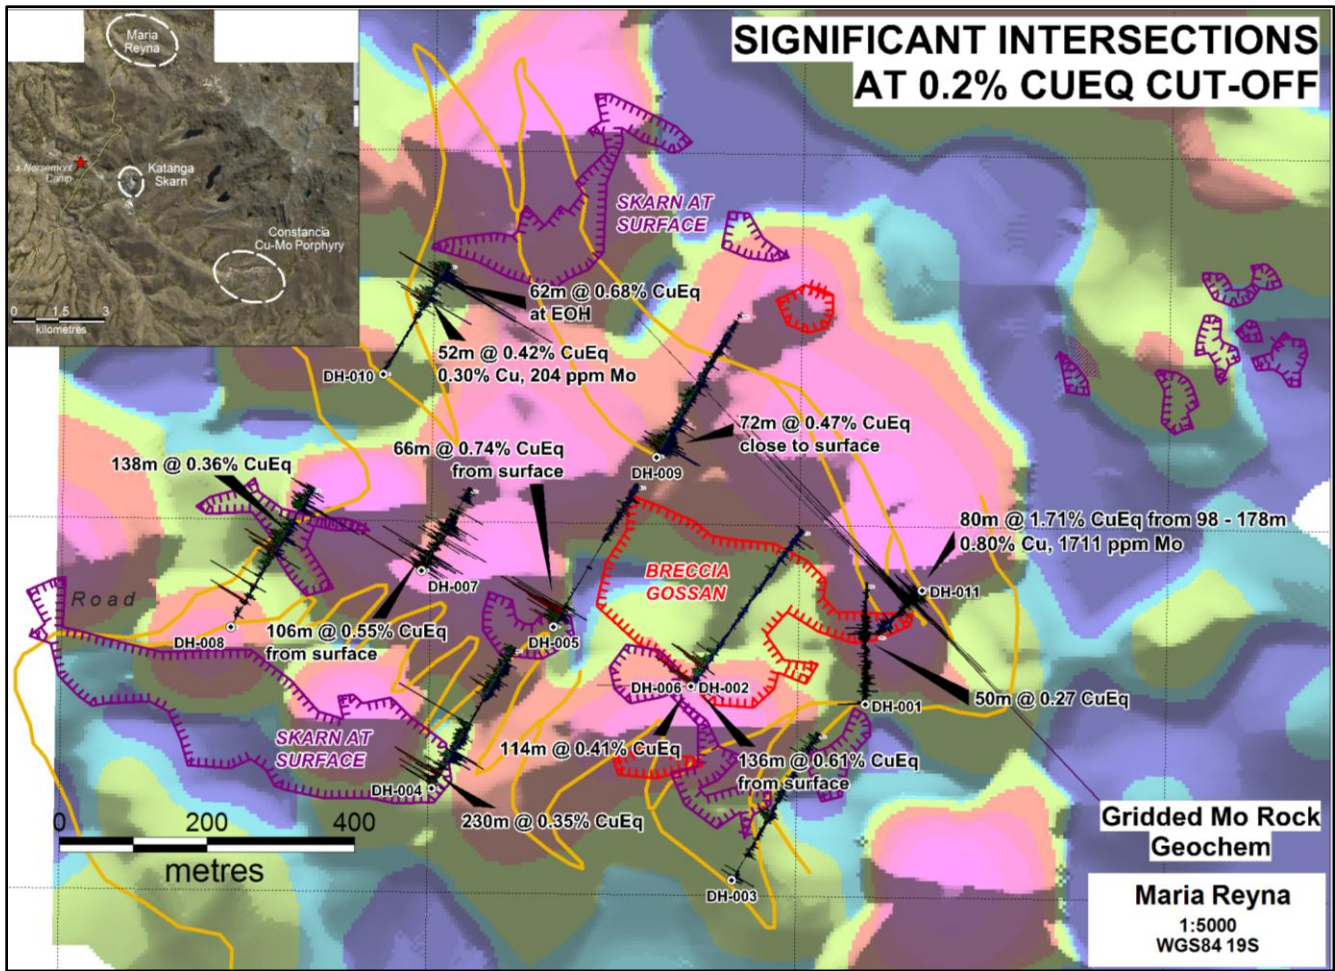 SIGNIFICANT INTERSECTIONS
AT 0.2% CUEQ CUT-OFF
Maria
Reyna
x-Norsemont
Camp
Katanga
Skarn
Constancia
Cu-Mo Porphyry
0 1.5 3
kilometres
SKARN AT
SURFACE
62m @ 0.68% CuEq
at EOH
52m @ 0.42% CuEq
0.30% Cu, 204 ppm Mo
DH-010
72m @ 0.47% CuEq
close to surface
66m @ 0.74% CuEq
from surface
DH-009
138m @ 0.36% CuEq
80m @ 1.71% CuEq from 98 - 178m
0.80% Cu, 1711 ppm Mo
BRECCIA
GOSSAN
DH-007
DH-011
Road
DH-008
106m @ 0.55% CuEq
from surface
DH-005
DH-006
DH-002
50m @ 0.27 CuEq
DH-001
SKARN AT
SURFACE
114m @ 0.41% CuEq
136m @ 0.61% CuEq
from surface
DH-004
230m @ 0.35% CuEq
0 200 400
metres
DH-003
Gridded Mo Rock
Geochem
Maria Reyna
1:5000
WGS84 19S